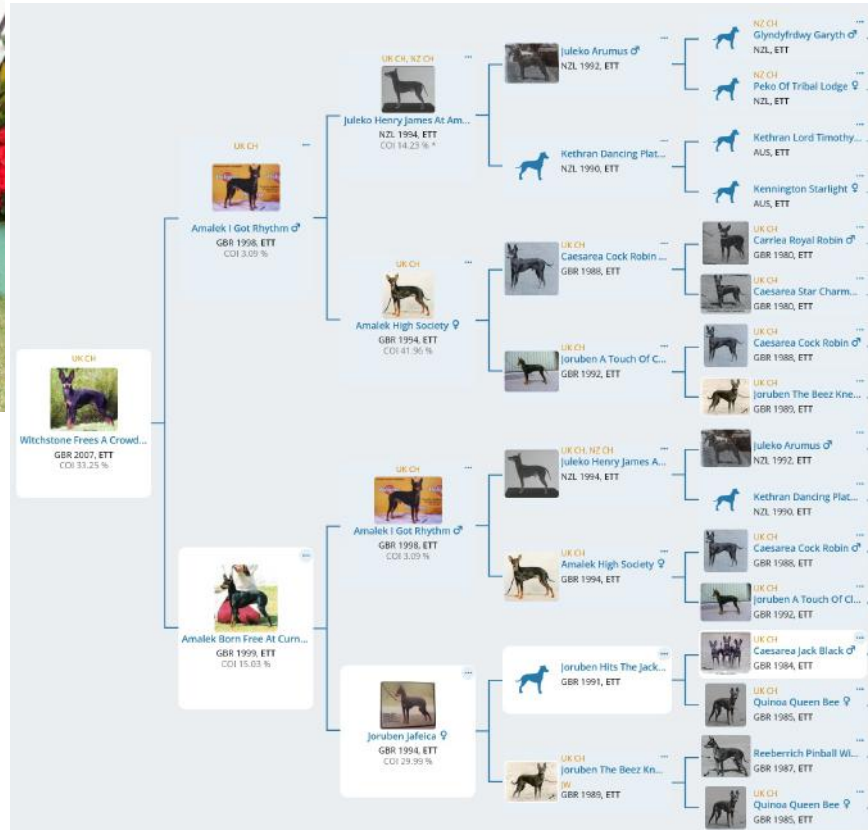 UK CH
Witchstone Frees A Crowd...
GBR 2007, ETT
COI 33.25 %
UK CH
Amalek I Got Rhythm ♂
GBR 1998, ETT
COI 3.09 %
Amalek Born Free At Curn...
GBR 1999, ETT
COI 15.03 %
UK CH, NZ CH
Juleko Henry James At Am...
NZL 1994, ETT
COI 14.23 % *
UK CH
Amalek High Society ♀
GBR 1994, ETT
COI 41.96 %
UK CH
Amalek I Got Rhythm ♂
GBR 1998, ETT
COI 3.09 %
Joruben Jafeica ♀
GBR 1994, ETT
COI 29.99 %
Juleko Arumus ♂
NZL 1992, ETT
Kethran Dancing Plat...
NZL 1990, ETT
UK CH
Caesarea Cock Robin ...
GBR 1988, ETT
UK CH
Joruben A Touch Of C...
GBR 1992, ETT
UK CH, NZ CH
Juleko Henry James A...
NZL 1994, ETT
UK CH
Amalek High Society ♀
GBR 1994, ETT
Joruben Hits The Jack...
GBR 1991, ETT
UK CH
Joruben The Beez Kn...
JW
GBR 1989, ETT
NZ CH
Glyndyfrdwy Garyth ♂
NZL, ETT
NZ CH
Peko Of Tribal Lodge ♀
NZL, ETT
Kethran Lord Timothy...
AUS, ETT
Kennington Starlight ♀
AUS, ETT
UK CH
Carriea Royal Robin ♂
GBR 1980, ETT
UK CH
Caesarea Star Charm...
GBR 1980, ETT
UK CH
Caesarea Cock Robin ♂
GBR 1988, ETT
UK CH
Joruben The Beez Kne...
GBR 1989, ETT
Juleko Arumus ♂
NZL 1992, ETT
Kethran Dancing Plat...
NZL 1990, ETT
UK CH
Caesarea Cock Robin ♂
GBR 1988, ETT
UK CH
Joruben A Touch Of Cl...
GBR 1992, ETT
UK CH
Caesarea Jack Black ♂
GBR 1984, ETT
UK CH
Quinoa Queen Bee ♀
GBR 1985, ETT
Reeberrich Pinball Wi...
GBR 1987, ETT
UK CH
Quinoa Queen Bee ♀
GBR 1985, ETT